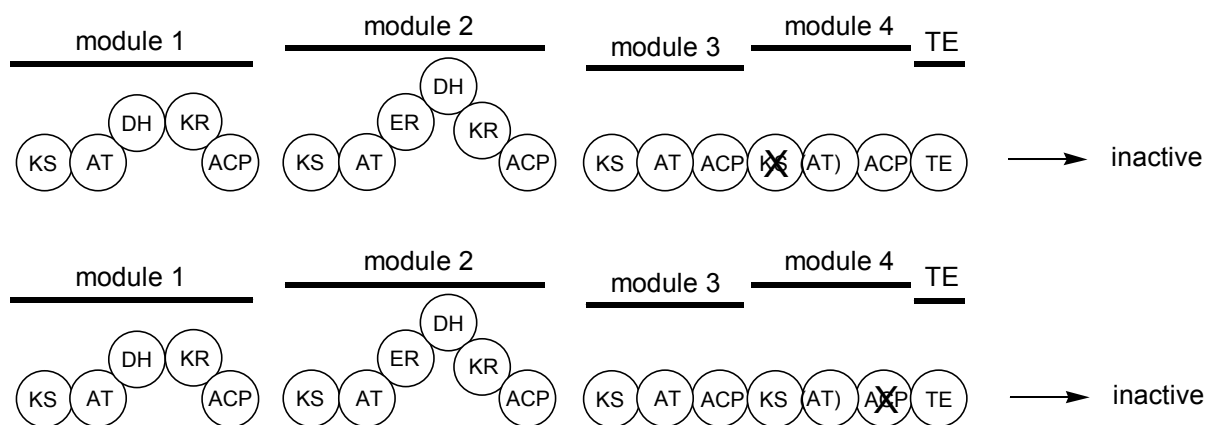 module 1 module 2 module 3 module 4 TE
DH KR ER DH KR
KS AT ACP KS AT ACP KS AT ACP KS AT) ACP TE inactive
module 1 module 2 module 3 module 4 TE
DH KR ER DH KR
KS AT ACP KS AT ACP KS AT ACP KS AT) ACP TE inactive